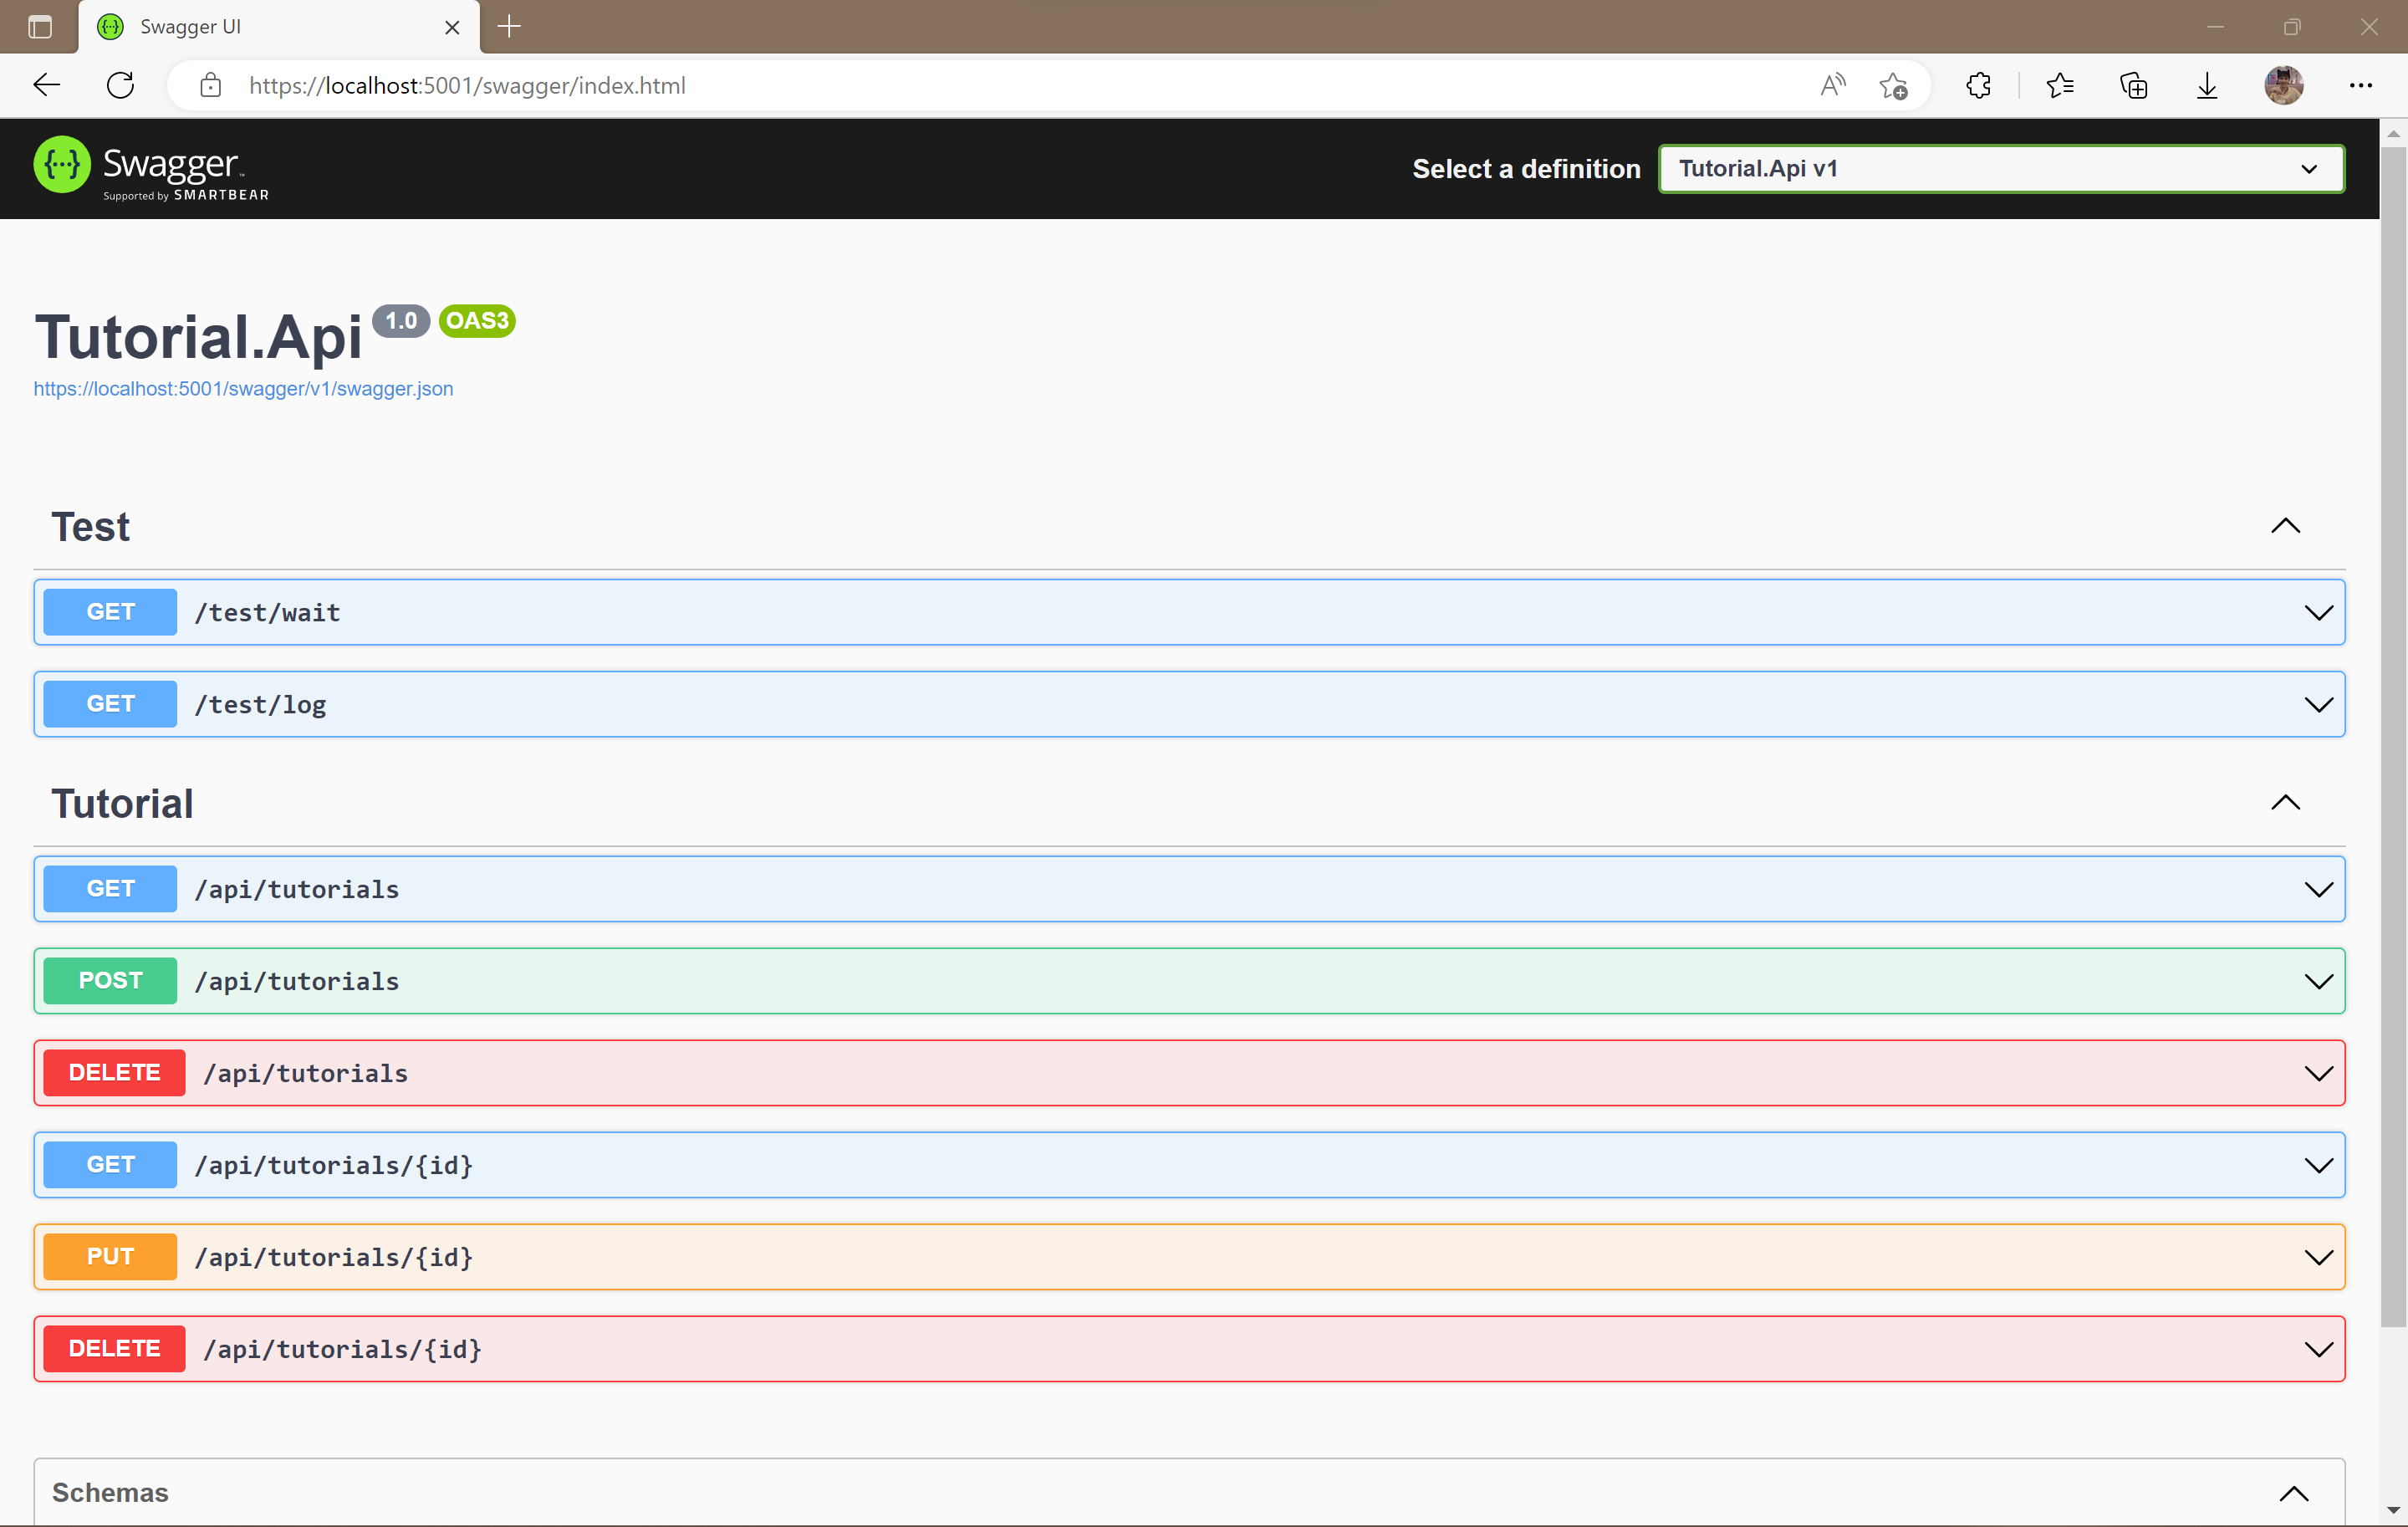 Swagger UI
https://localhost:5001/swagger/index.html
Swagger
Supported by SMARTBEAR
Select a definition
Tutorial.Api v1
Tutorial.Api 1.0 OAS3
https://localhost:5001/swagger/v1/swagger.json
Test
GET /test/wait
GET /test/log
Tutorial
GET /api/tutorials
POST /api/tutorials
DELETE /api/tutorials
GET /api/tutorials/{id}
PUT /api/tutorials/{id}
DELETE /api/tutorials/{id}
Schemas